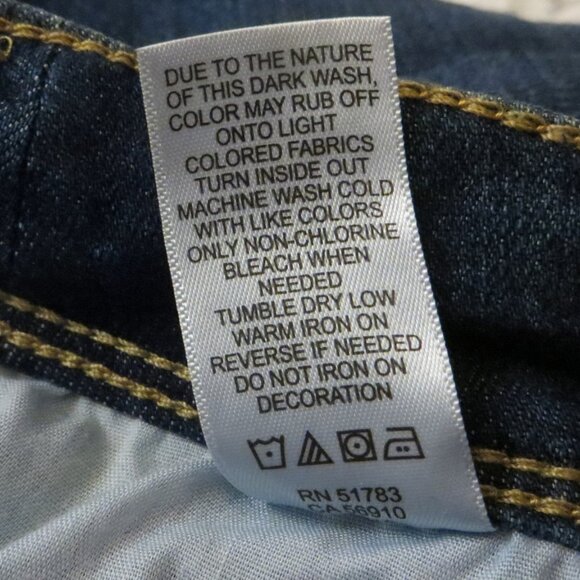 DUE TO THE NATURE
OF THIS DARK WASH,
COLOR MAY RUB OFF
ONTO LIGHT
COLORED FABRICS
TURN INSIDE OUT
MACHINE WASH COLD
WITH LIKE COLORS
ONLY NON-CHLORINE
BLEACH WHEN
NEEDED
TUMBLE DRY LOW
WARM IRON ON
REVERSE IF NEEDED
DO NOT IRON ON
DECORATION
RN 51783
CA 56910